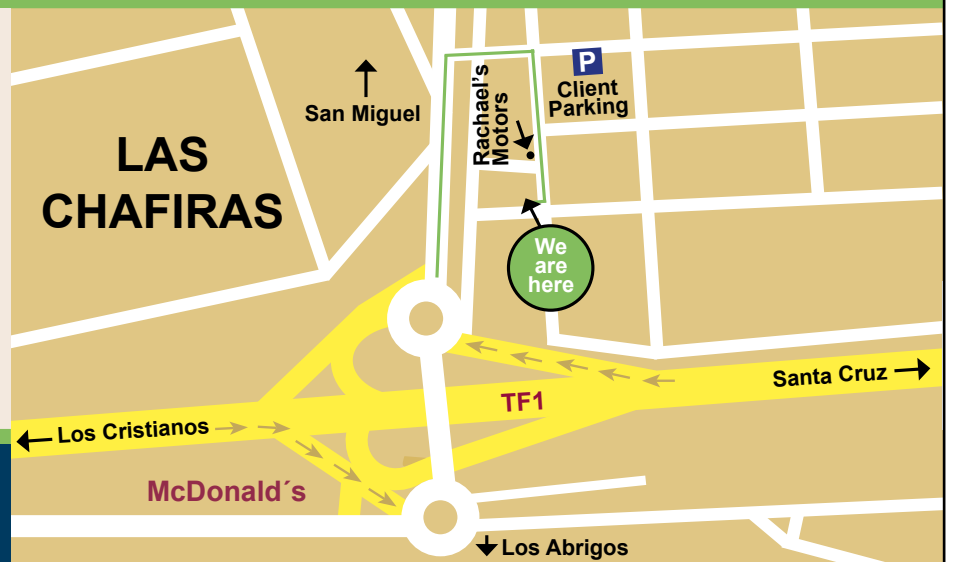 P
Client
Parking
Rachael's
Motors
San Miguel
LAS
CHAFIRAS
We
are
here
Santa Cruz
TF1
Los Cristianos
McDonald´s
Los Abrigos